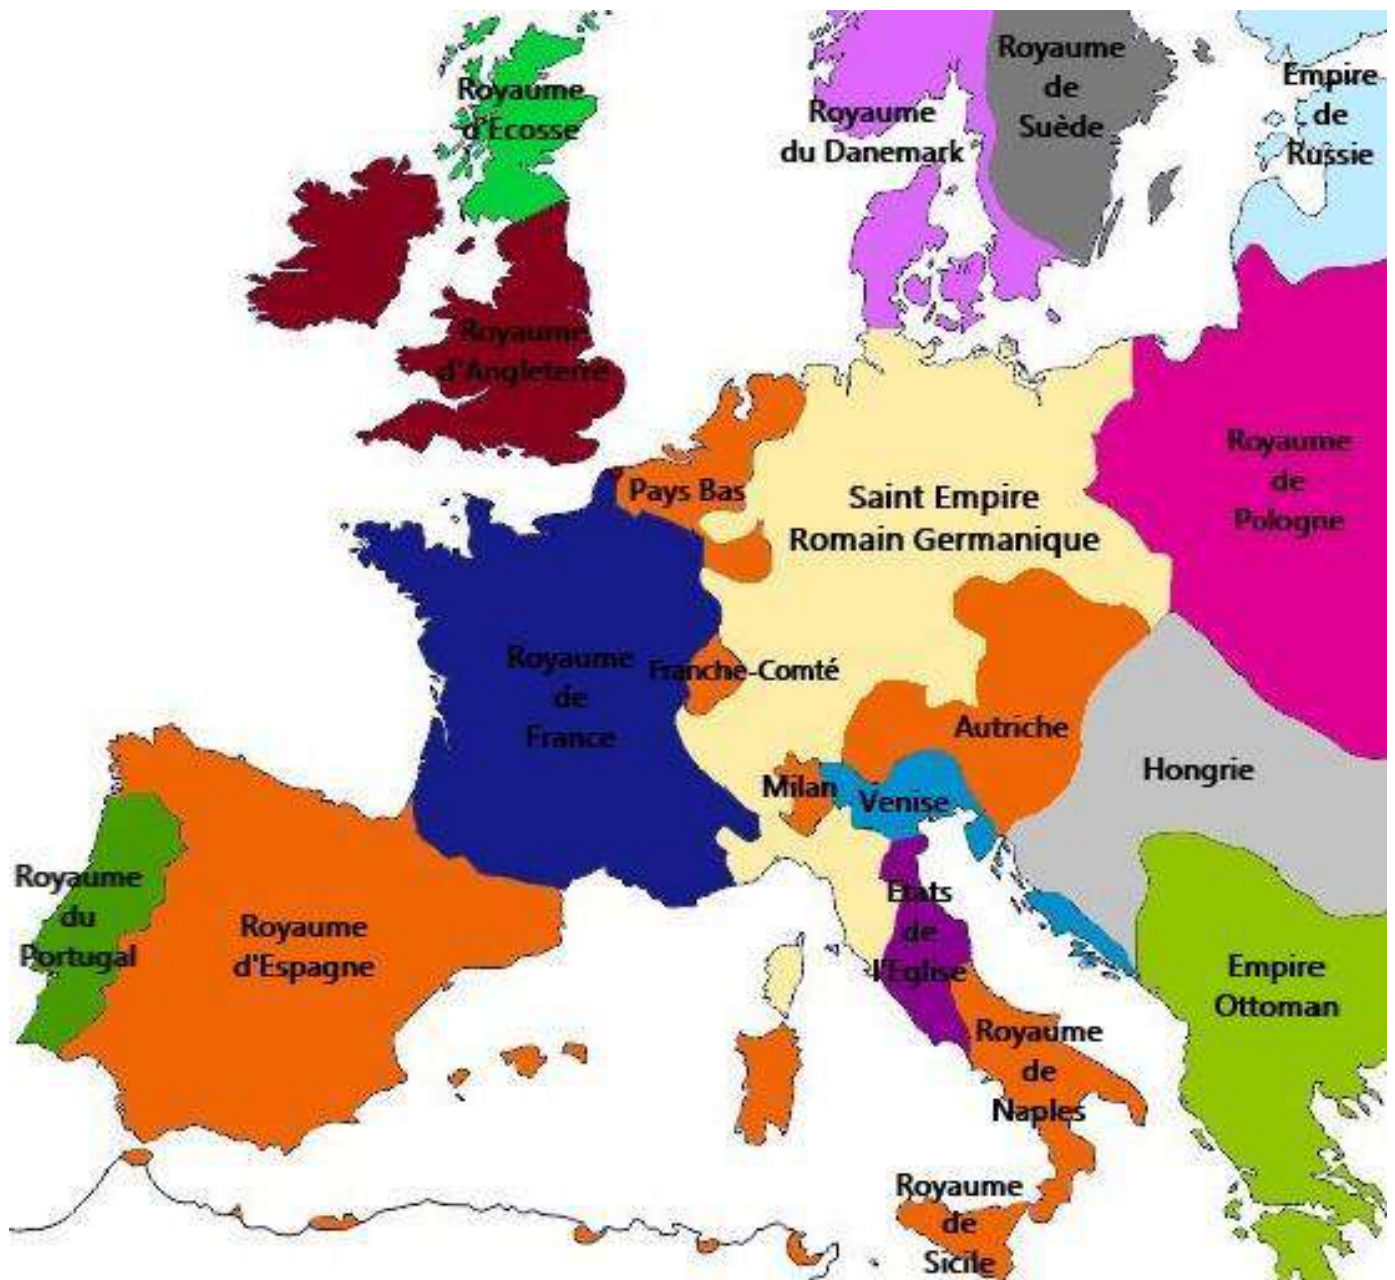 Royaume
d'Ecosse
Royaume
du Danemark
Royaume
de
Suède
Empire
de
Russie
Royaume
d'Angleterre
Pays Bas
Saint Empire
Romain Germanique
Royaume
de
Pologne
Royaume
de
France
Franche-Comté
Autriche
Hongrie
Milan
Venise
Royaume
du
Portugal
Royaume
d'Espagne
Etats
de
l'Eglise
Empire
Ottoman
Royaume
de
Naples
Royaume
de
Sicile